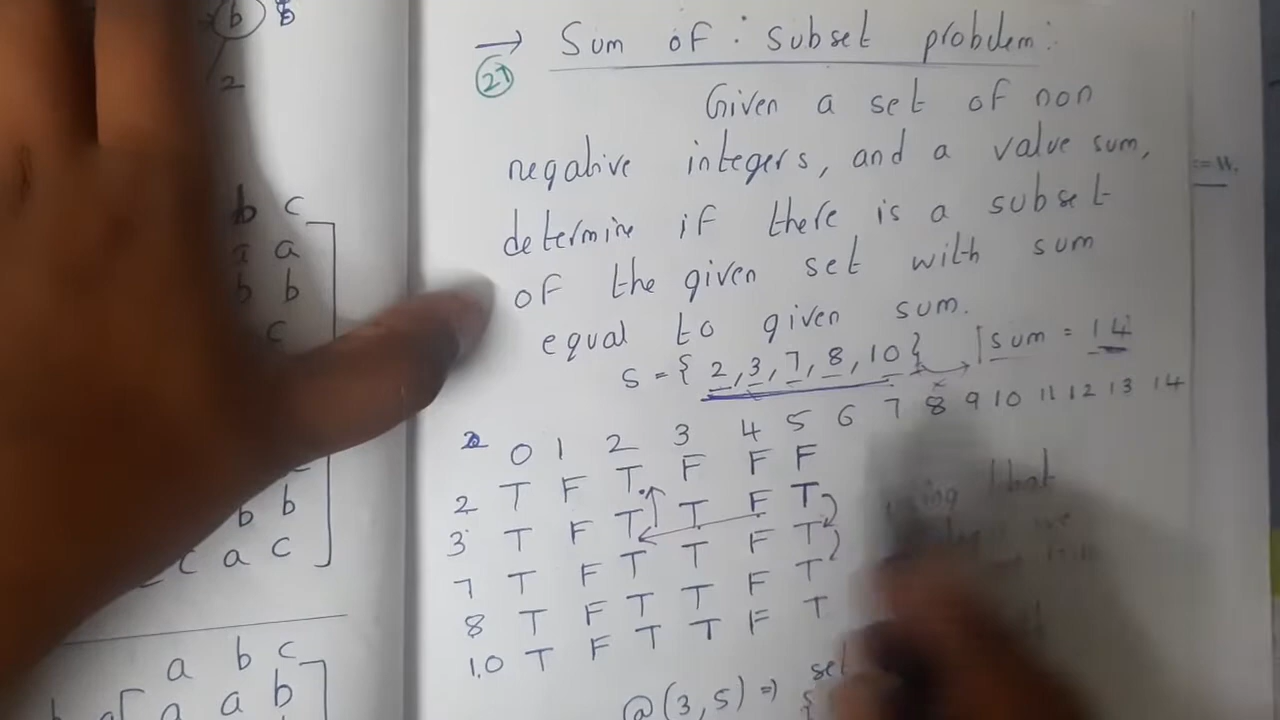 b b
2
b c
a a
b b
c
b b
c a c
a b c
a a b
→ Sum of : subset problem:
27
Given a set of non
negative integers, and a value sum,
determine if there is a subset
of the given set with sum
equal to given sum.
S = { 2, 3, 7, 8, 10 } sum = 14
0 1 2 3 4 5 6 7 8 9 10 11 12 13 14
2 T F T F F F
3 T F T T F T
7 T F T T F T
8 T F T T F T
10 T F T T F T
that
@(3,5) => set